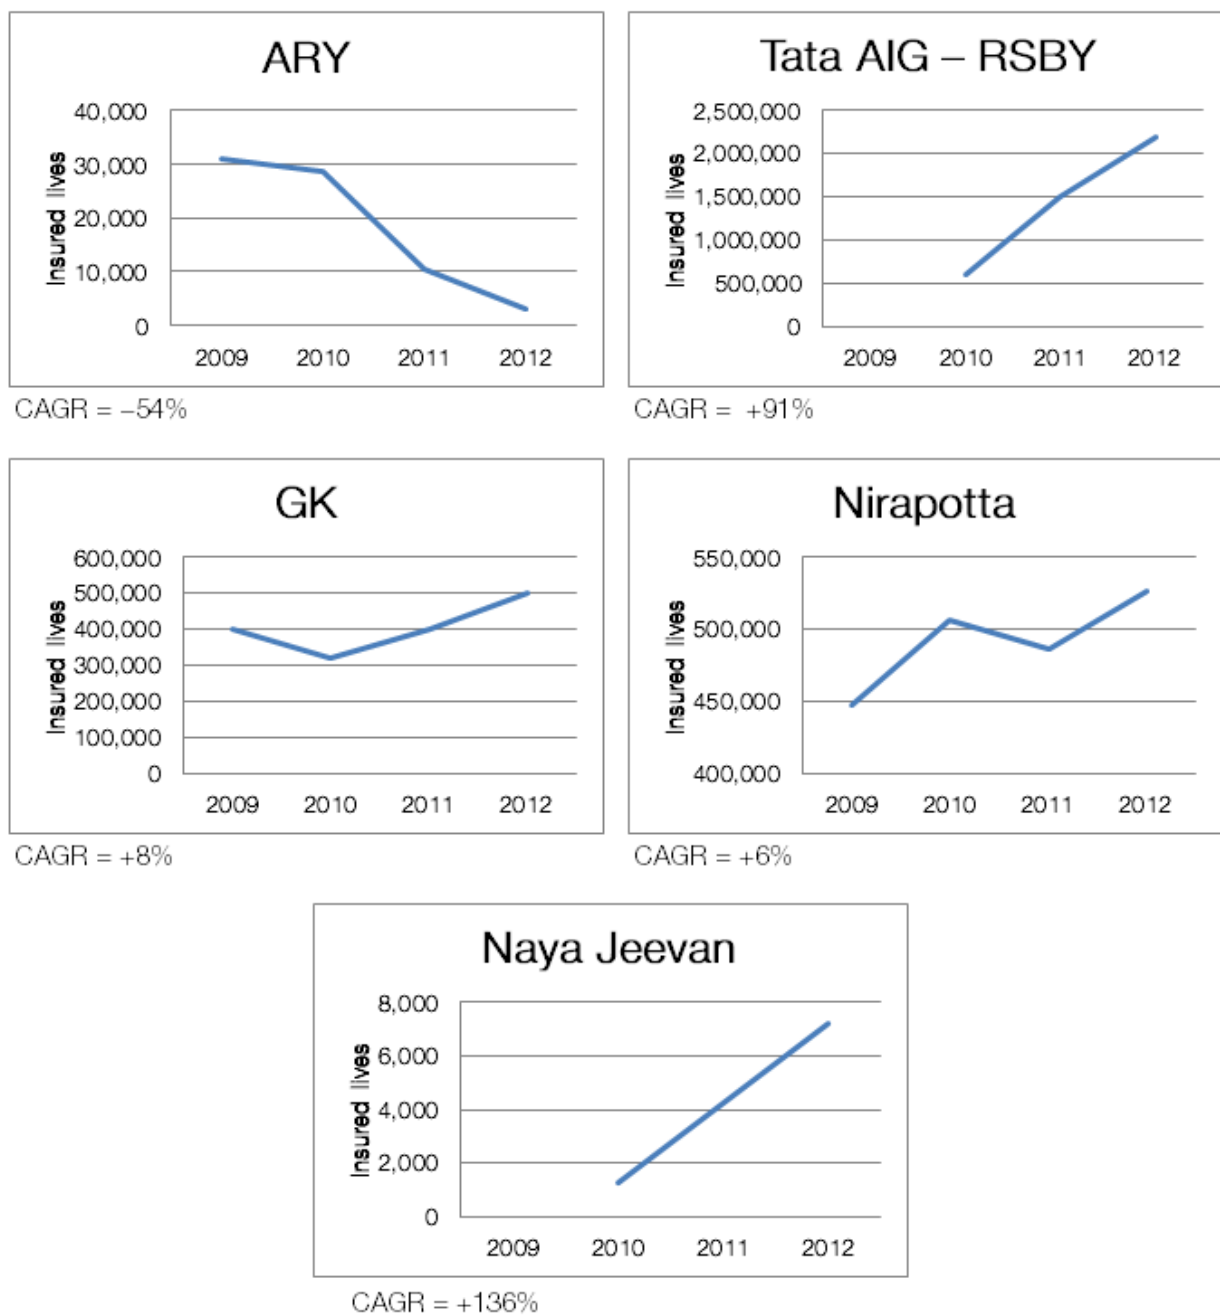 ARY
Insured lives
40,000
30,000
20,000
10,000
0
2009 2010 2011 2012
CAGR = –54%
Tata AIG – RSBY
Insured lives
2,500,000
2,000,000
1,500,000
1,000,000
500,000
0
2009 2010 2011 2012
CAGR = +91%
GK
Insured lives
600,000
500,000
400,000
300,000
200,000
100,000
0
2009 2010 2011 2012
CAGR = +8%
Nirapotta
Insured lives
550,000
500,000
450,000
400,000
2009 2010 2011 2012
CAGR = +6%
Naya Jeevan
Insured lives
8,000
6,000
4,000
2,000
0
2009 2010 2011 2012
CAGR = +136%